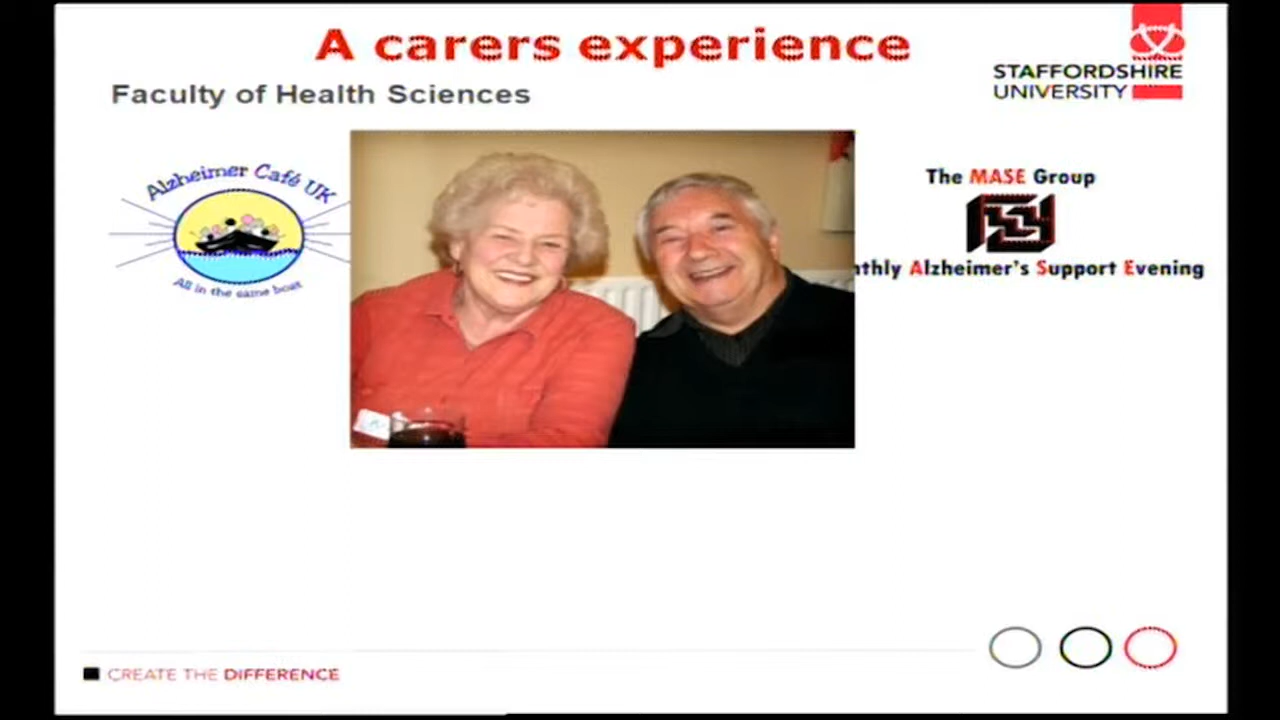 A carers experience
Faculty of Health Sciences
STAFFORDSHIRE
UNIVERSITY
Alzheimer Café UK
All in the same boat
The MASE Group
nthly Alzheimer's Support Evening
CREATE THE DIFFERENCE